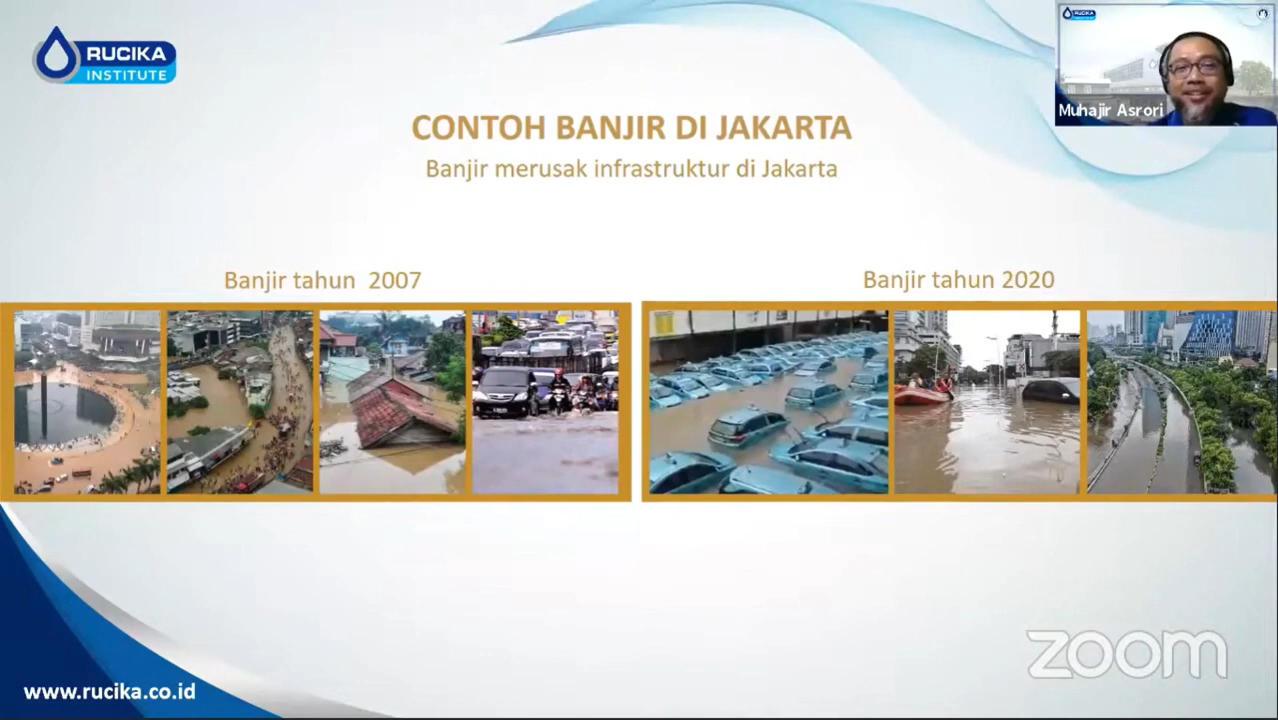 RUCIKA
INSTITUTE
RUCIKA
Muhajir Asrori
CONTOH BANJIR DI JAKARTA
Banjir merusak infrastruktur di Jakarta
Banjir tahun 2007
Banjir tahun 2020
zoom
www.rucika.co.id